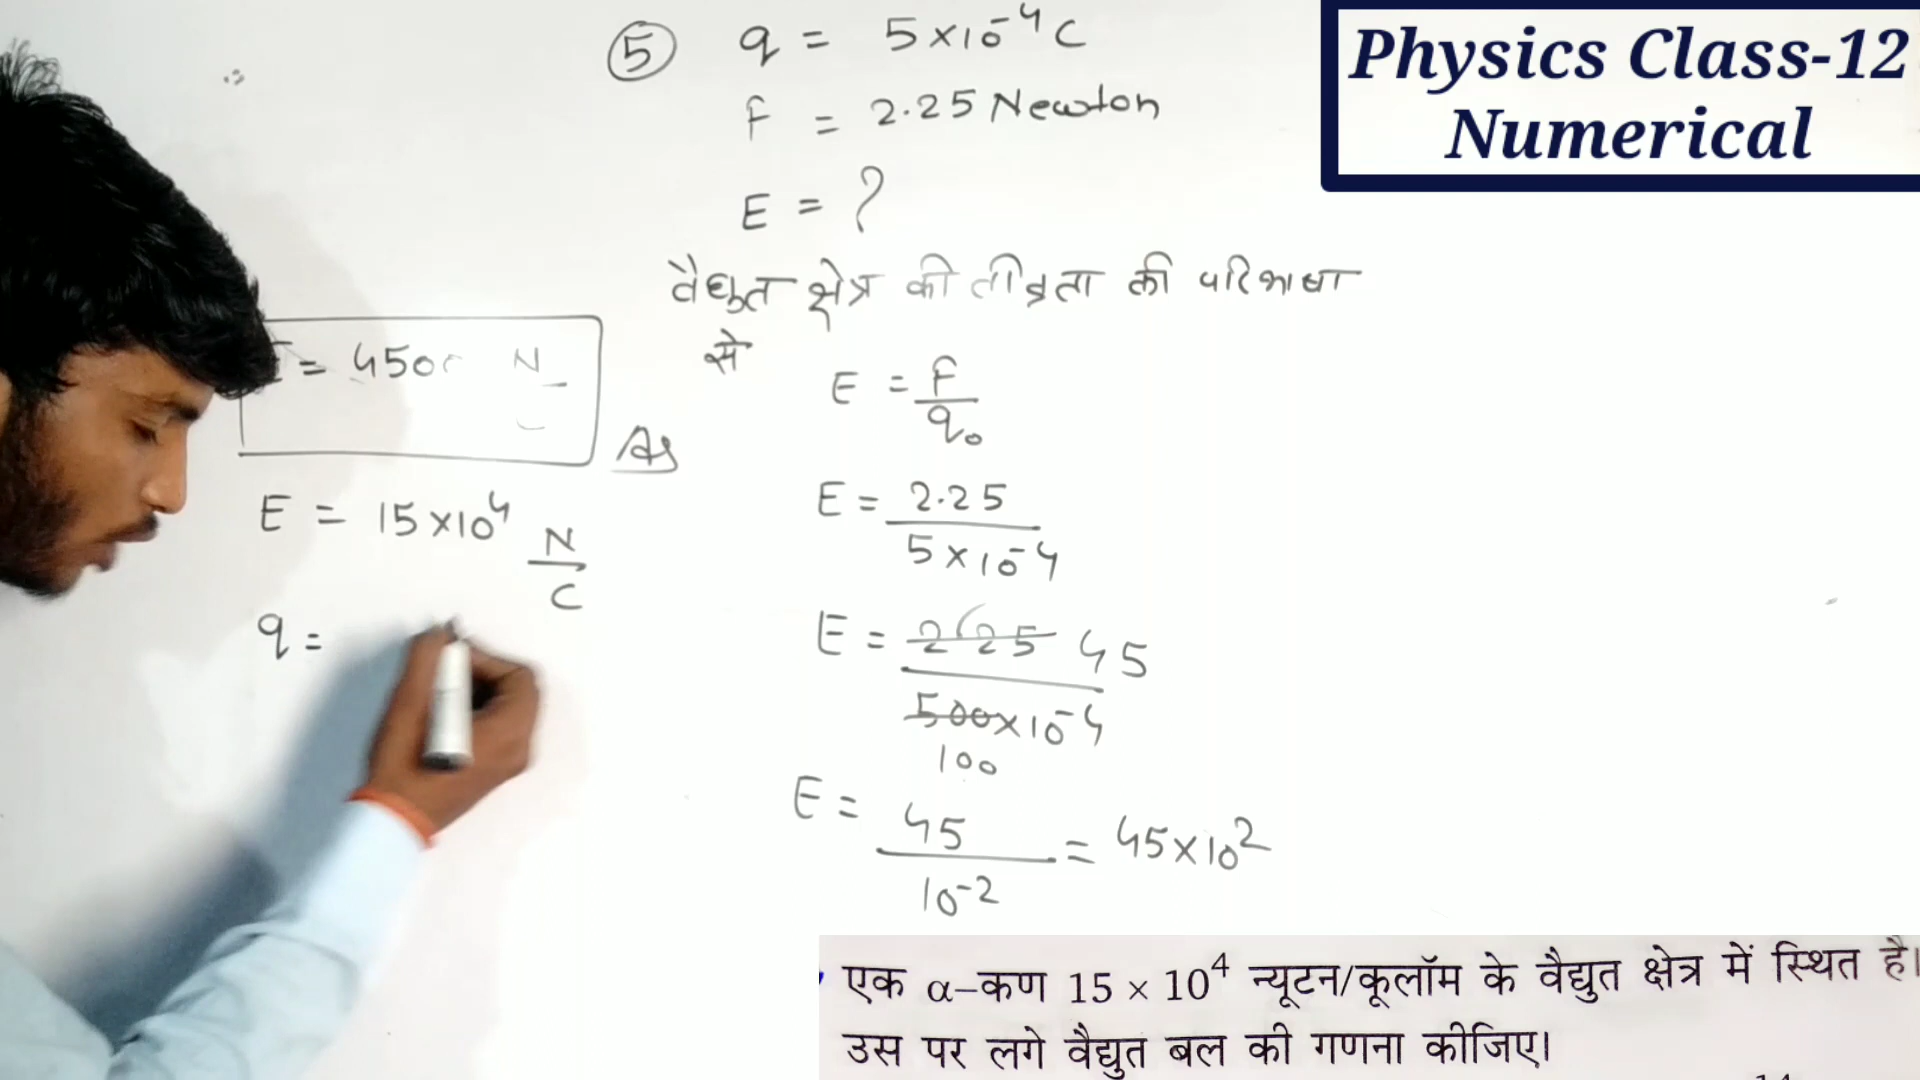 Physics Class-12
Numerical
⑤ q = 5×10⁻⁴ C
F = 2.25 Newton
E = ?
वैद्युत क्षेत्र की तीव्रता की परिभाषा
से
E = F/q₀
E = 2.25/5×10⁻⁴
E = 225 45/500×10⁻⁴
100
E = 45/10⁻² = 45×10²
= 450 N
As
E = 15×10⁴ N/C
q =
एक α–कण 15 × 10⁴ न्यूटन/कूलॉम के वैद्युत क्षेत्र में स्थित है।
उस पर लगे वैद्युत बल की गणना कीजिए।